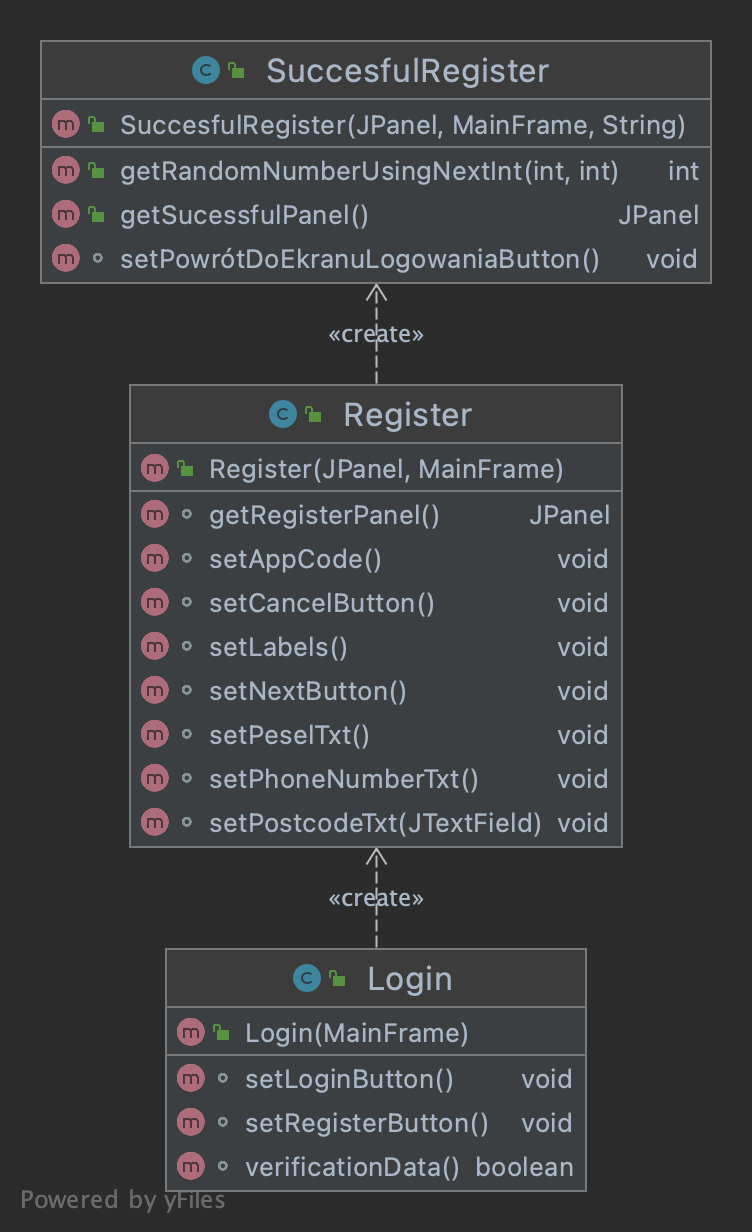 SuccesfulRegister
SuccesfulRegister(JPanel, MainFrame, String)
getRandomNumberUsingNextInt(int, int) int
getSucessfulPanel() JPanel
setPowrótDoEkranuLogowaniaButton() void
«create»
Register
Register(JPanel, MainFrame)
getRegisterPanel() JPanel
setAppCode() void
setCancelButton() void
setLabels() void
setNextButton() void
setPeselTxt() void
setPhoneNumberTxt() void
setPostcodeTxt(JTextField) void
«create»
Login
Login(MainFrame)
setLoginButton() void
setRegisterButton() void
verificationData() boolean
Powered by yFiles